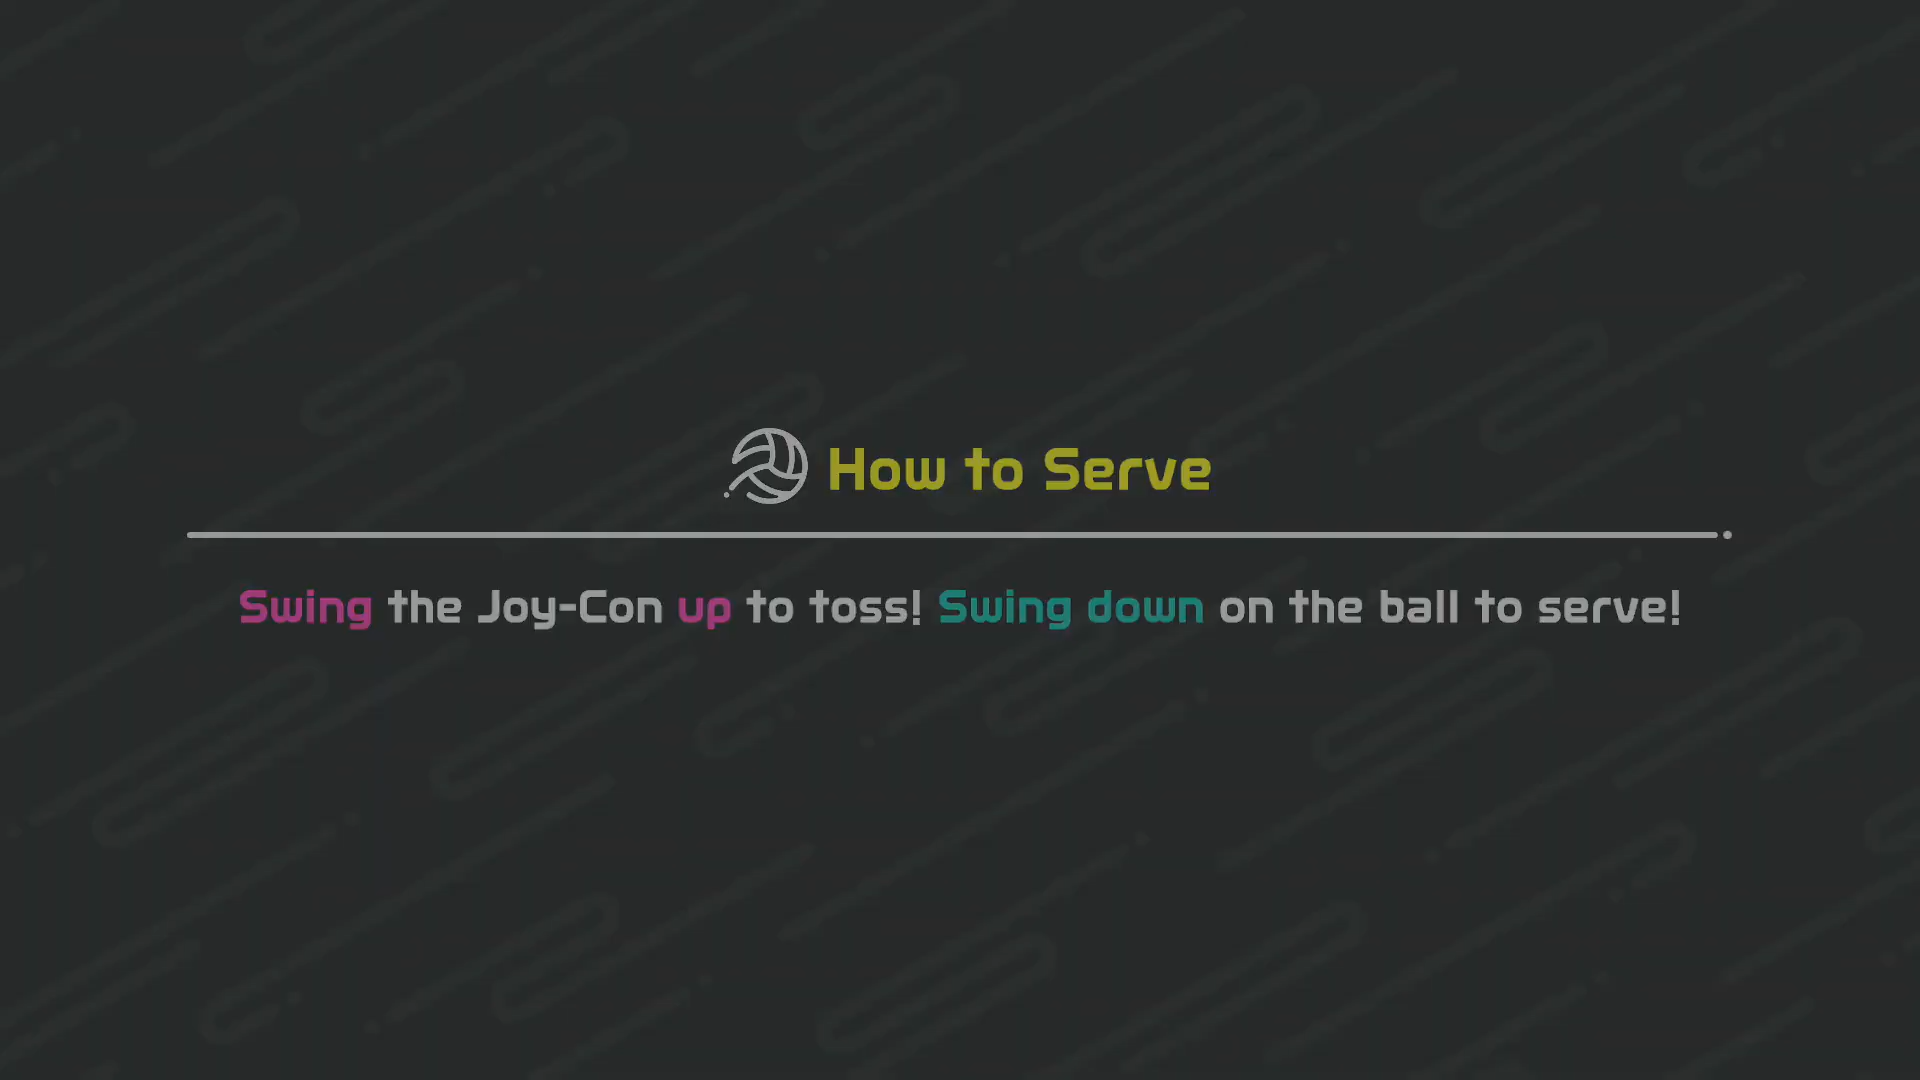 How to Serve
Swing the Joy-Con up to toss! Swing down on the ball to serve!